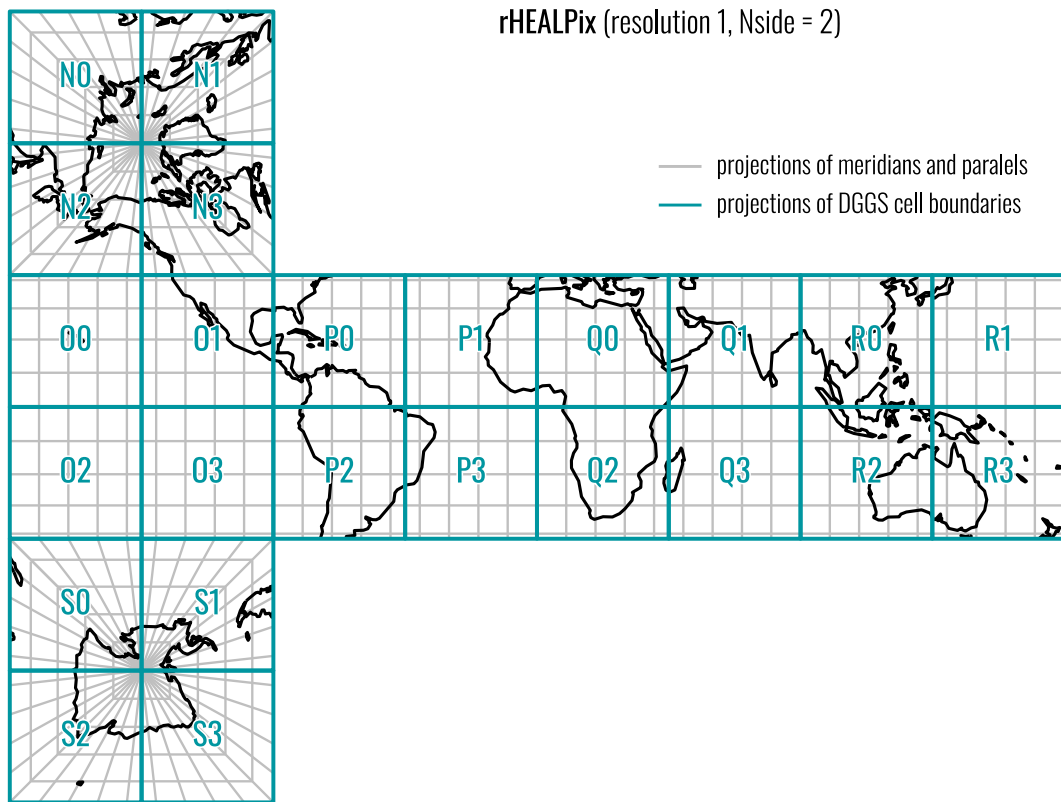 rHEALPix (resolution 1, Nside = 2)
N0 N1
projections of meridians and paralels
projections of DGGS cell boundaries
N2 N3
O0 O1 P0 P1 Q0 Q1 R0 R1
O2 O3 P2 P3 Q2 Q3 R2 R3
S0 S1
S2 S3